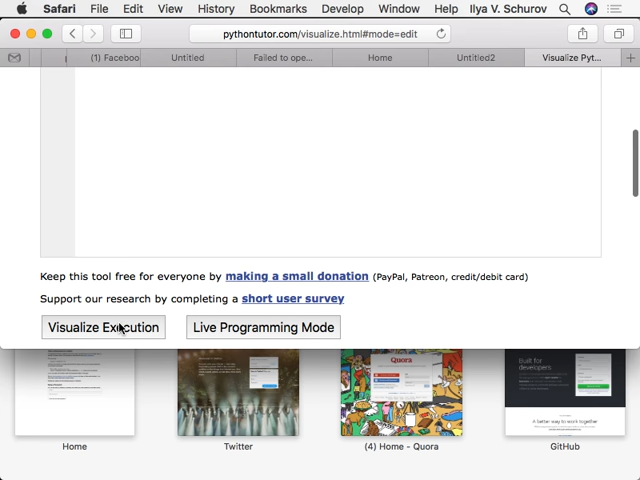 Safari File Edit View History Bookmarks Develop Window Help Ilya V. Schurov
pythontutor.com/visualize.html#mode=edit
(1) Faceboo Untitled Failed to ope... Home Untitled2 Visualize Pyt...
Keep this tool free for everyone by making a small donation (PayPal, Patreon, credit/debit card)
Support our research by completing a short user survey
Visualize Execution Live Programming Mode
Quora
Built for developers
A better way to work together
Home Twitter (4) Home - Quora GitHub